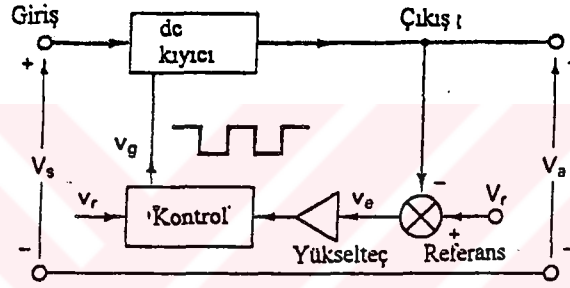 Giriş
dc
kıyıcı
Çıkış
+
-
+
-
V_s
V_a
v_g
v_r
Kontrol
v_e
-
+
V_r
Yükselteç
Referans